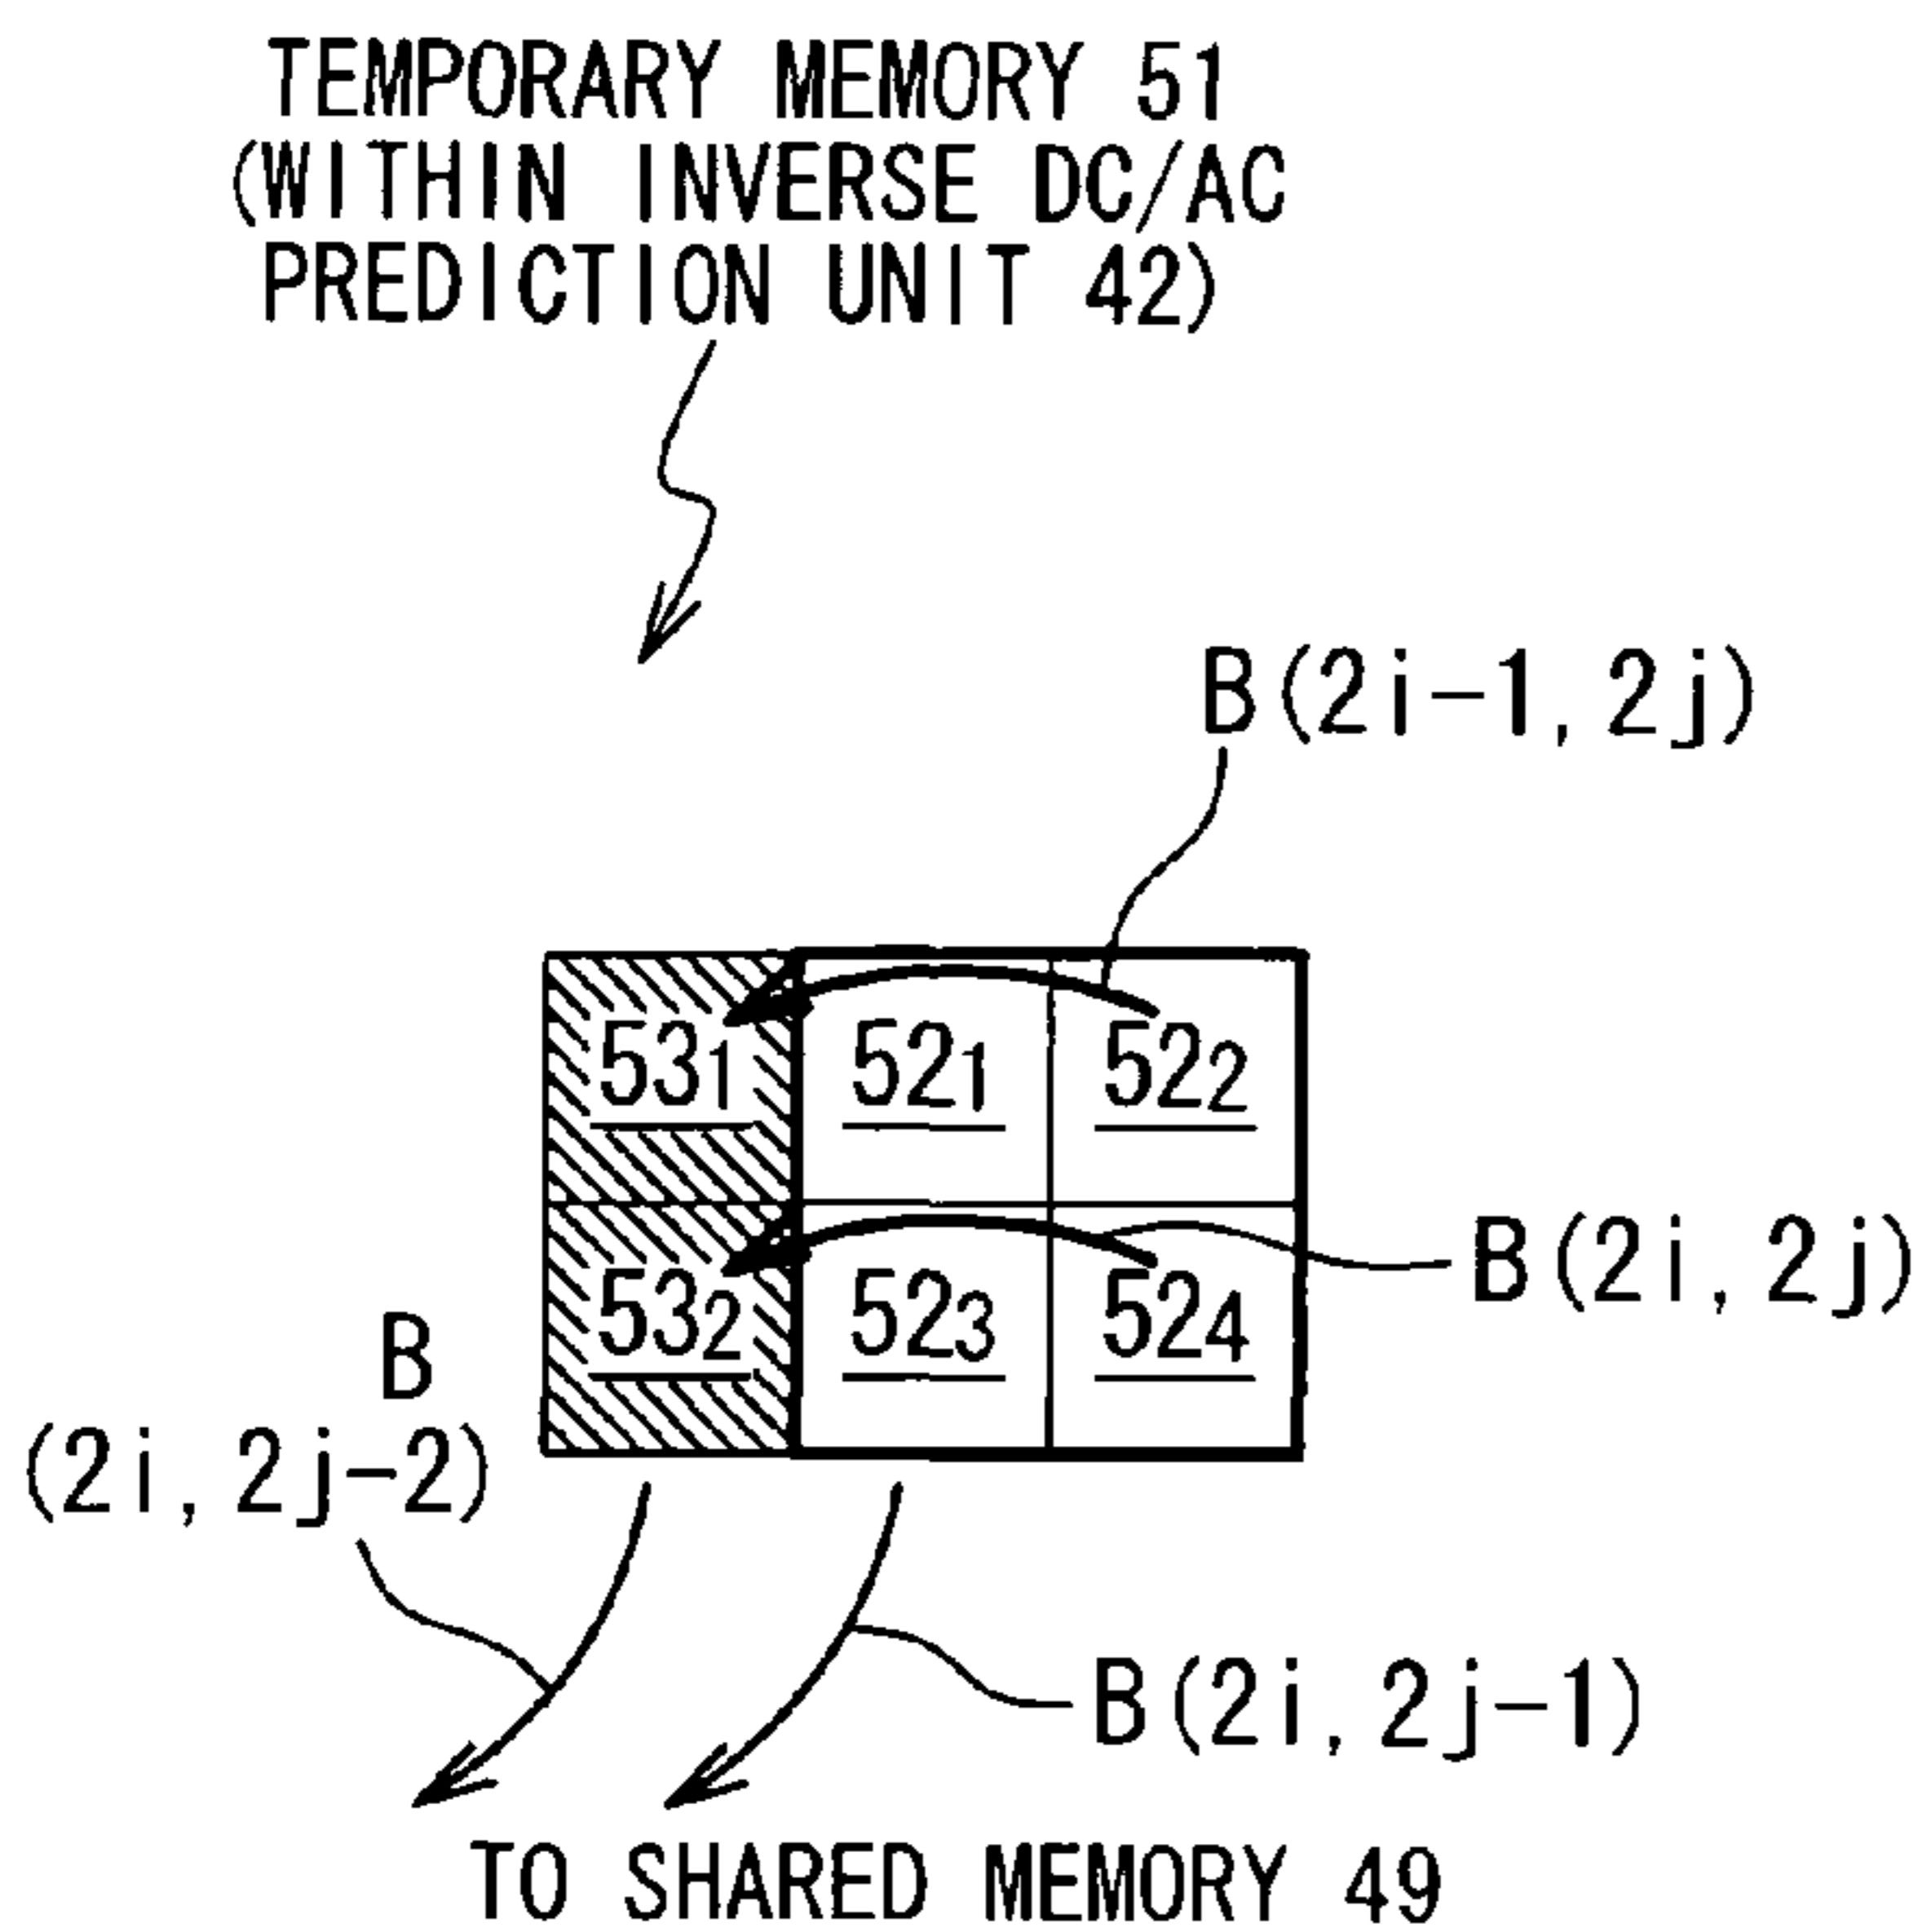 TEMPORARY MEMORY 51
(WITHIN INVERSE DC/AC
PREDICTION UNIT 42)
B(2i-1, 2j)
531 521 522
B(2i, 2j)
532 523 524
B
(2i, 2j-2)
B(2i, 2j-1)
TO SHARED MEMORY 49